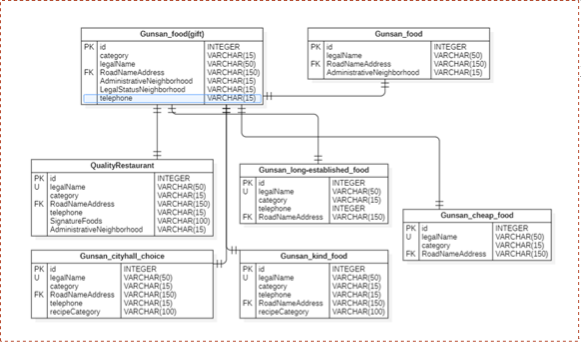 Gunsan_food(gift)
PK id INTEGER
category VARCHAR(15)
legalName VARCHAR(50)
FK RoadNameAddress VARCHAR(150)
AdministrativeNeighborhood VARCHAR(15)
LegalStatusNeighborhood VARCHAR(15)
telephone VARCHAR(15)
Gunsan_food
PK id INTEGER
legalName VARCHAR(50)
FK RoadNameAddress VARCHAR(150)
AdministrativeNeighborhood VARCHAR(15)
QualityRestaurant
PK id INTEGER
U legalName VARCHAR(50)
category VARCHAR(15)
FK RoadNameAddress VARCHAR(150)
telephone VARCHAR(15)
SignatureFoods VARCHAR(100)
AdministrativeNeighborhood VARCHAR(15)
Gunsan_long-established_food
PK id INTEGER
U legalName VARCHAR(50)
category VARCHAR(15)
telephone INTEGER
FK RoadNameAddress VARCHAR(150)
Gunsan_cheap_food
PK id INTEGER
U legalName VARCHAR(50)
category VARCHAR(15)
FK RoadNameAddress VARCHAR(150)
Gunsan_cityhall_choice
PK id INTEGER
U legalName VARCHAR(50)
category VARCHAR(15)
FK RoadNameAddress VARCHAR(150)
telephone VARCHAR(15)
recipeCategory VARCHAR(100)
Gunsan_kind_food
PK id INTEGER
U legalName VARCHAR(50)
category VARCHAR(15)
telephone VARCHAR(15)
FK RoadNameAddress VARCHAR(150)
recipeCategory VARCHAR(100)